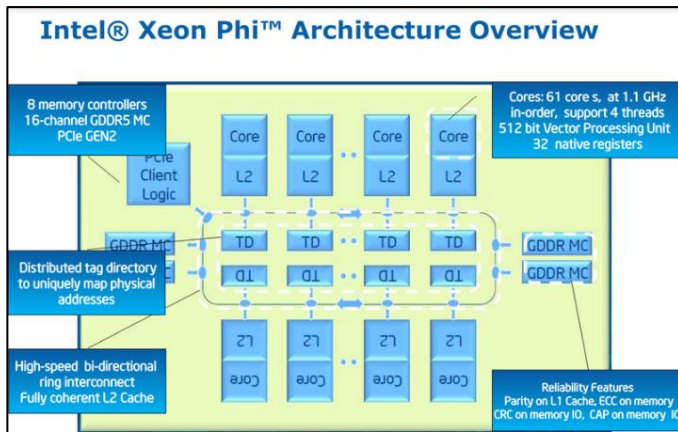 Intel® Xeon Phi™ Architecture Overview
8 memory controllers
16-channel GDDR5 MC
PCIe GEN2
Cores: 61 core s, at 1.1 GHz
in-order, support 4 threads
512 bit Vector Processing Unit
32 native registers
Core Core Core Core
PCIe
Client
Logic
L2 L2 .. L2 L2
GDDR MC TD TD .. TD TD GDDR MC
MC TD TD .. TD TD GDDR MC
Distributed tag directory
to uniquely map physical
addresses
L2 L2 .. L2 L2
Core Core Core Core
High-speed bi-directional
ring interconnect
Fully coherent L2 Cache
Reliability Features
Parity on L1 Cache, ECC on memory
CRC on memory IO, CAP on memory IO